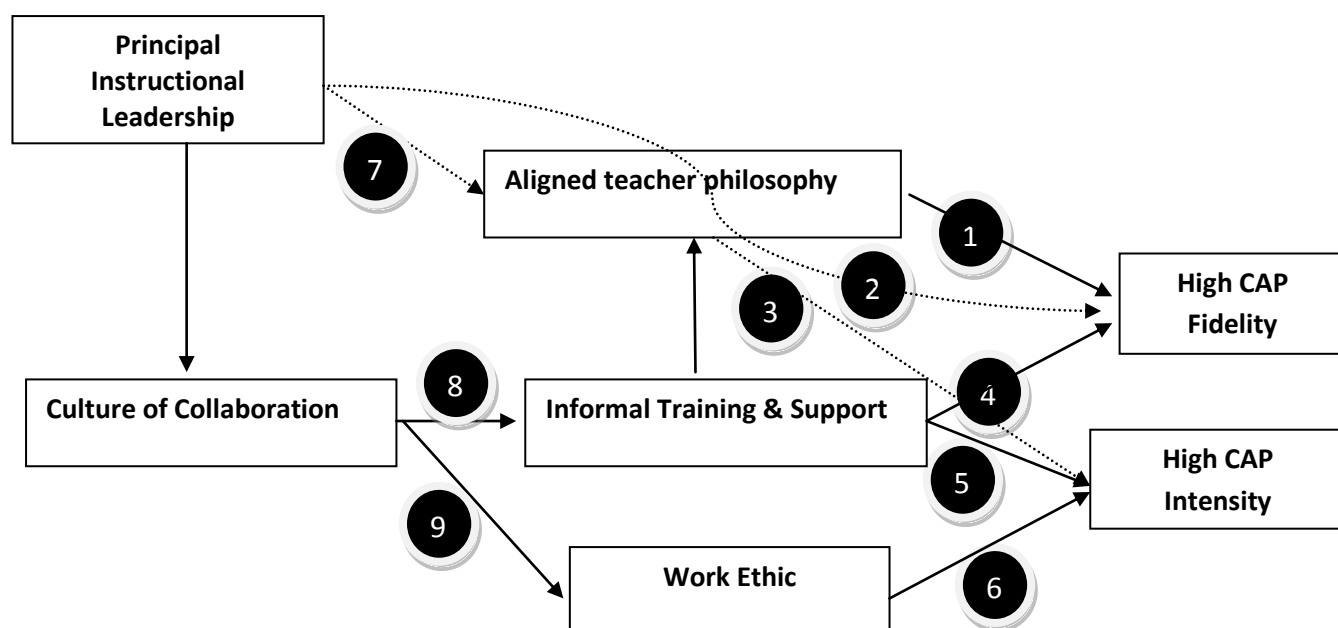 Principal
Instructional
Leadership
7
Aligned teacher philosophy
1
2
3
High CAP
Fidelity
Culture of Collaboration
8
Informal Training & Support
4
5
High CAP
Intensity
9
Work Ethic
6